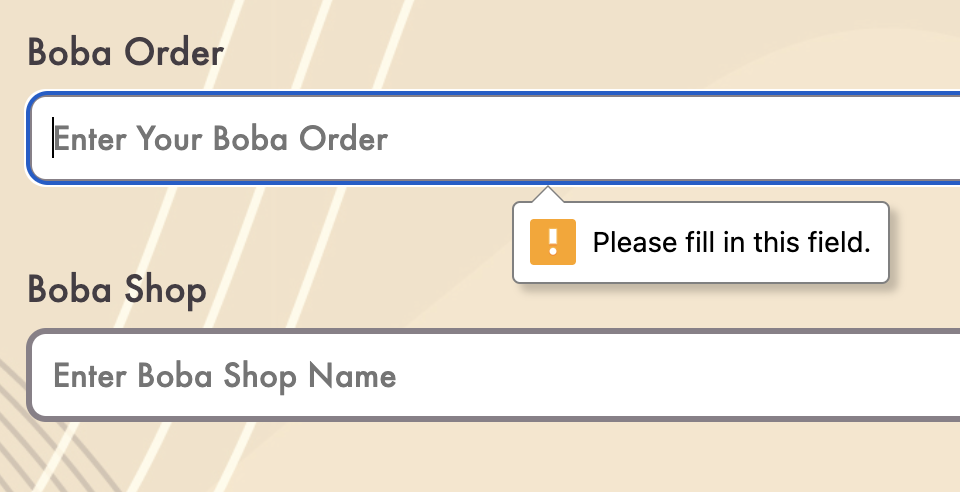 Boba Order
Enter Your Boba Order
Please fill in this field.
Boba Shop
Enter Boba Shop Name